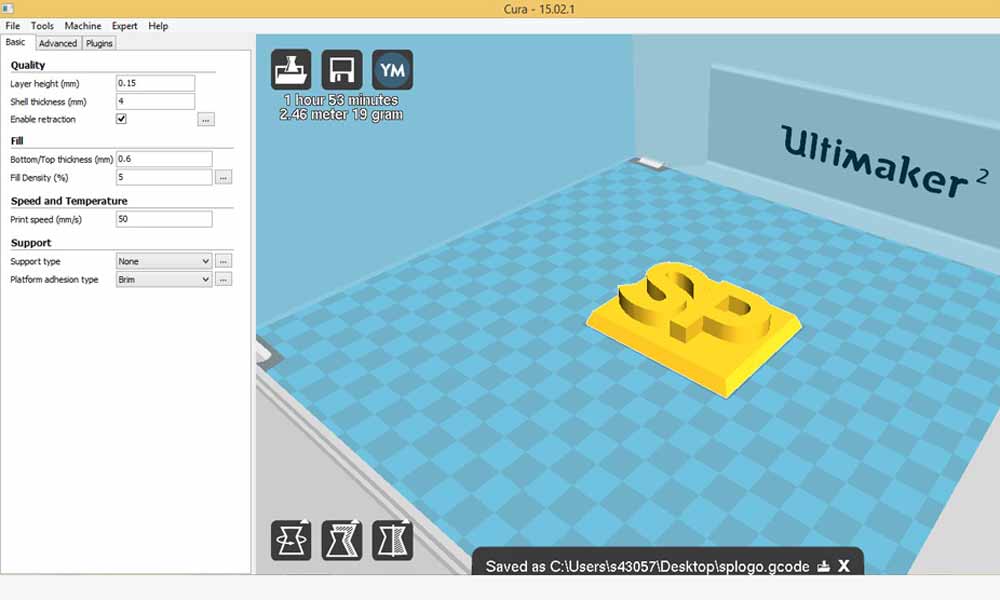 Cura - 15.02.1
File Tools Machine Expert Help
Basic Advanced Plugins
Quality
Layer height (mm) 0.15
Shell thickness (mm) 4
Enable retraction ...
Fill
Bottom/Top thickness (mm) 0.6
Fill Density (%) 5 ...
Speed and Temperature
Print speed (mm/s) 50
Support
Support type None ...
Platform adhesion type Brim ...
YM
1 hour 53 minutes
2.46 meter 19 gram
Ultimaker 2
SP
Saved as C:\Users\s43057\Desktop\splogo.gcode X